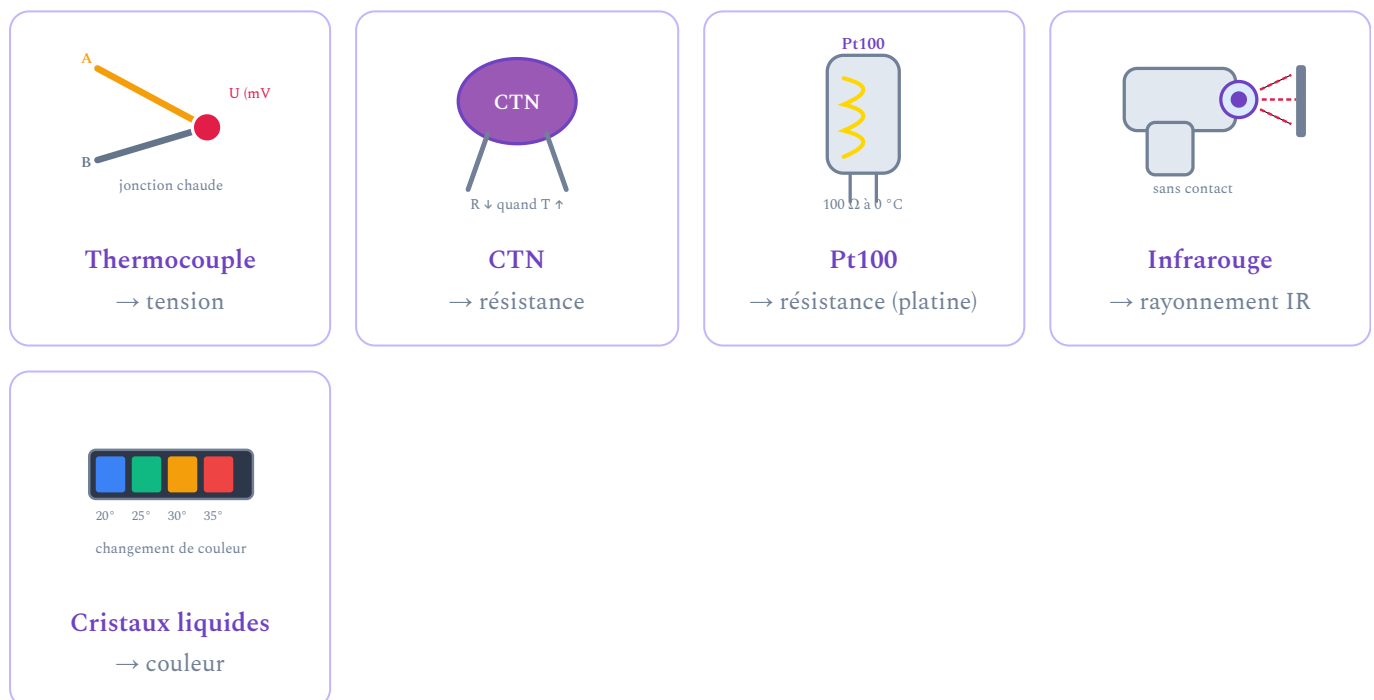 A
U (mV
B
jonction chaude
Thermocouple
→ tension
CTN
R ↓ quand T ↑
CTN
→ résistance
Pt100
100 Ω à 0 °C
Pt100
→ résistance (platine)
sans contact
Infrarouge
→ rayonnement IR
20° 25° 30° 35°
changement de couleur
Cristaux liquides
→ couleur